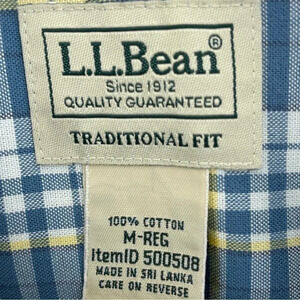 L.L.Bean®
Since 1912
QUALITY GUARANTEED
TRADITIONAL FIT
100% COTTON
M-REG
ItemID 500508
MADE IN SRI LANKA
CARE ON REVERSE